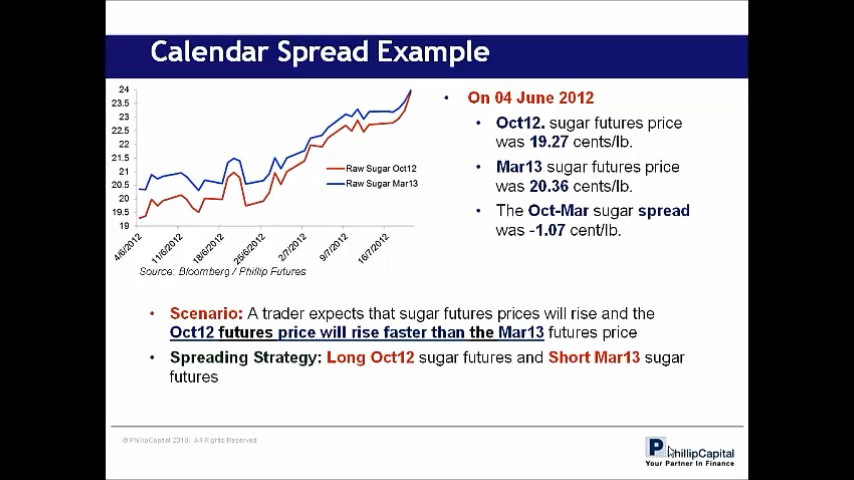 Calendar Spread Example
24
23.5
23
22.5
22
21.5
21
20.5
20
19.5
19
Raw Sugar Oct12
Raw Sugar Mar13
4/6/2012
11/6/2012
18/6/2012
25/6/2012
2/7/2012
9/7/2012
16/7/2012
Source: Bloomberg / Phillip Futures
• On 04 June 2012
• Oct12. sugar futures price
was 19.27 cents/lb.
• Mar13 sugar futures price
was 20.36 cents/lb.
• The Oct-Mar sugar spread
was -1.07 cent/lb.
• Scenario: A trader expects that sugar futures prices will rise and the
Oct12 futures price will rise faster than the Mar13 futures price
• Spreading Strategy: Long Oct12 sugar futures and Short Mar13 sugar
futures
© PhillipCapital 2010. All Rights Reserved.
P PhillipCapital
Your Partner In Finance